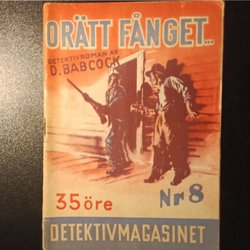 ORÄTT FÅNGET...
DETEKTIVROMAN AV
D. BABCOCK
35 öre
Nr 8
DETEKTIVMAGASINET